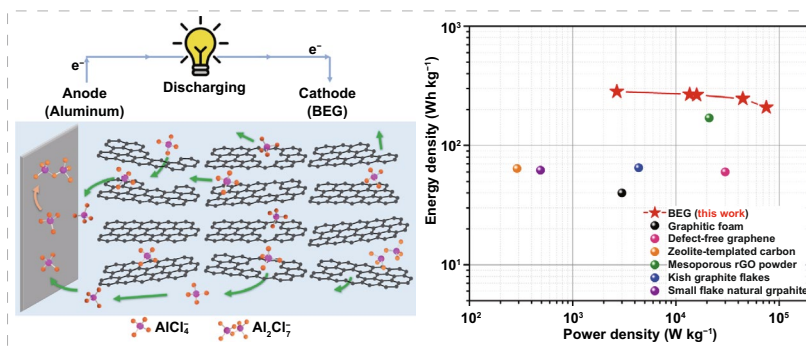 e⁻
e⁻
Discharging
Anode
(Aluminum)
Cathode
(BEG)
AlCl₄⁻
Al₂Cl₇⁻
Energy density (Wh kg⁻¹)
10³
10²
10¹
BEG (this work)
Graphitic foam
Defect-free graphene
Zeolite-templated carbon
Mesoporous rGO powder
Kish graphite flakes
Small flake natural grpahite
10²
10³
10⁴
10⁵
Power density (W kg⁻¹)